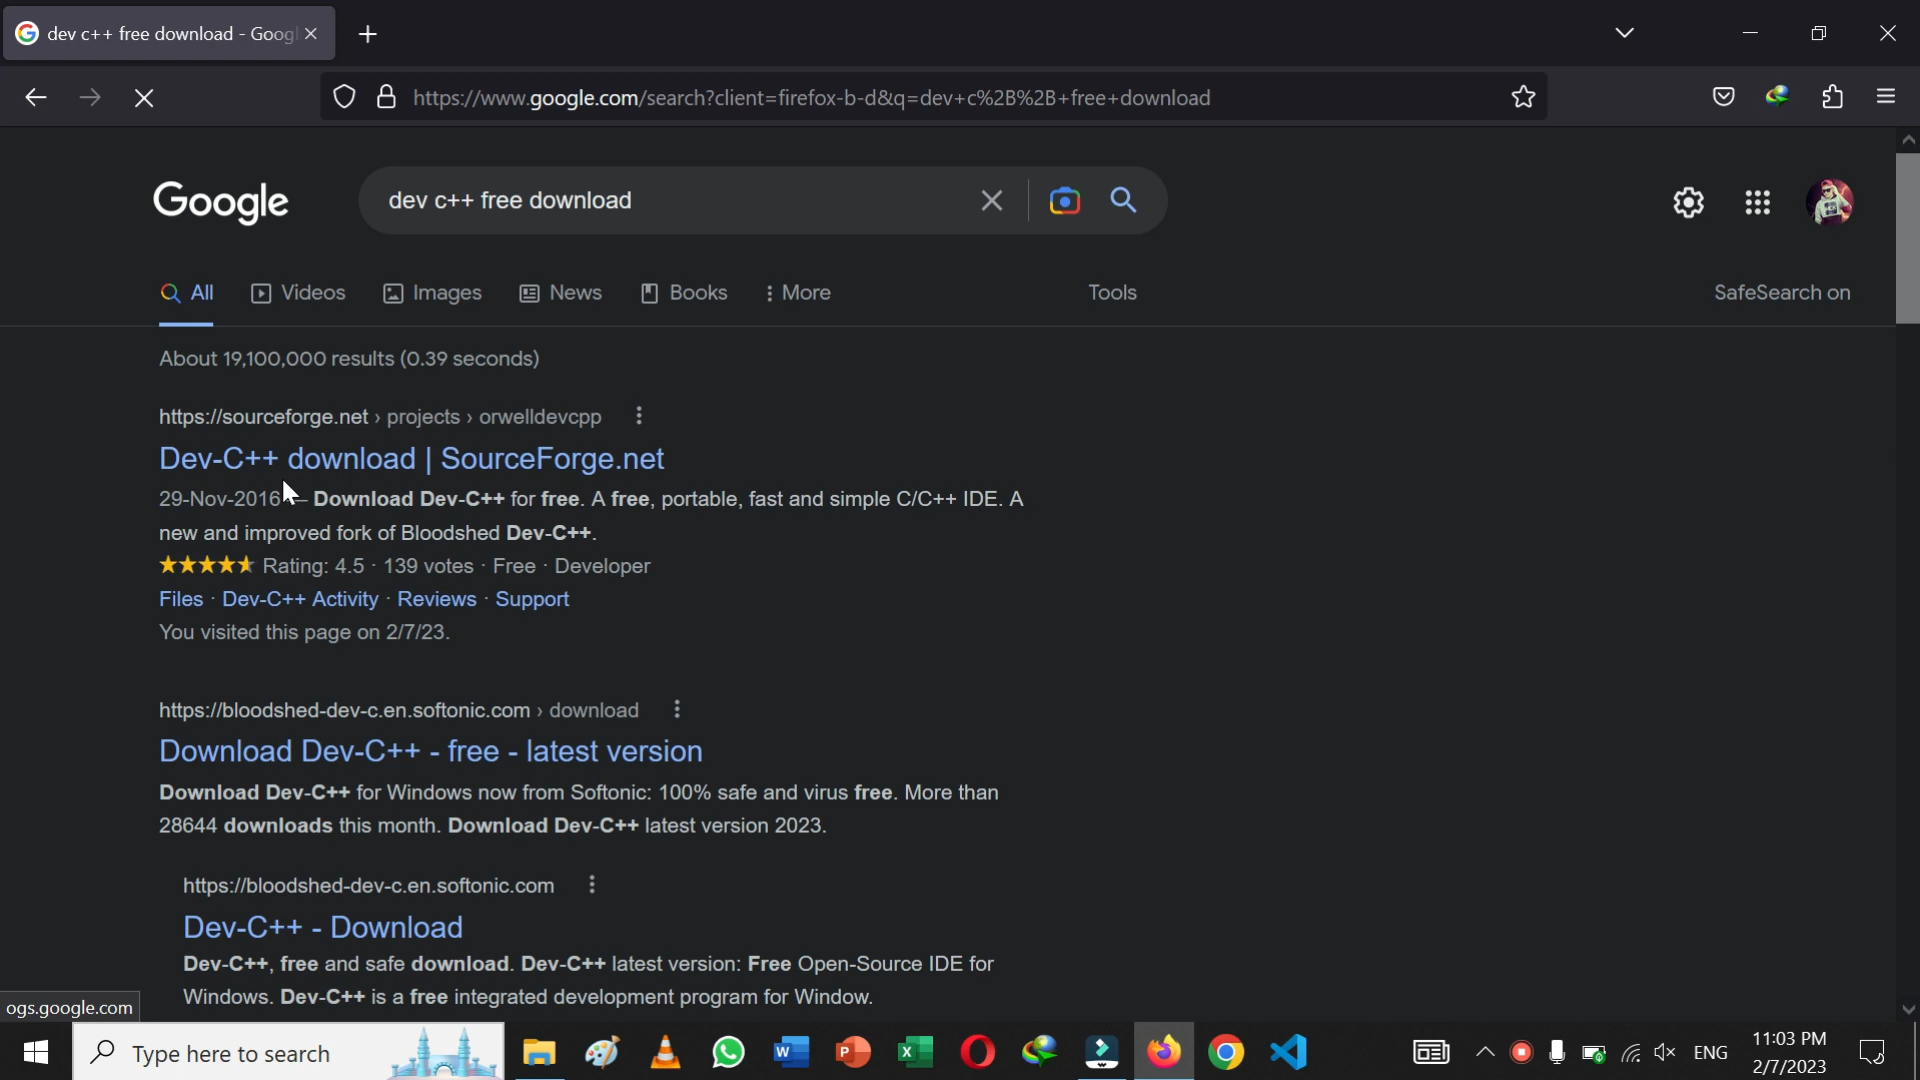 dev c++ free download - Googl
https://www.google.com/search?client=firefox-b-d&q=dev+c%2B%2B+free+download
Google
dev c++ free download
All Videos Images News Books More Tools SafeSearch on
About 19,100,000 results (0.39 seconds)
https://sourceforge.net › projects › orwelldevcpp
Dev-C++ download | SourceForge.net
29-Nov-2016 — Download Dev-C++ for free. A free, portable, fast and simple C/C++ IDE. A
new and improved fork of Bloodshed Dev-C++.
Rating: 4.5 · 139 votes · Free · Developer
Files · Dev-C++ Activity · Reviews · Support
You visited this page on 2/7/23.
https://bloodshed-dev-c.en.softonic.com › download
Download Dev-C++ - free - latest version
Download Dev-C++ for Windows now from Softonic: 100% safe and virus free. More than
28644 downloads this month. Download Dev-C++ latest version 2023.
https://bloodshed-dev-c.en.softonic.com
Dev-C++ - Download
Dev-C++, free and safe download. Dev-C++ latest version: Free Open-Source IDE for
Windows. Dev-C++ is a free integrated development program for Window.
ogs.google.com
Type here to search
ENG
11:03 PM
2/7/2023